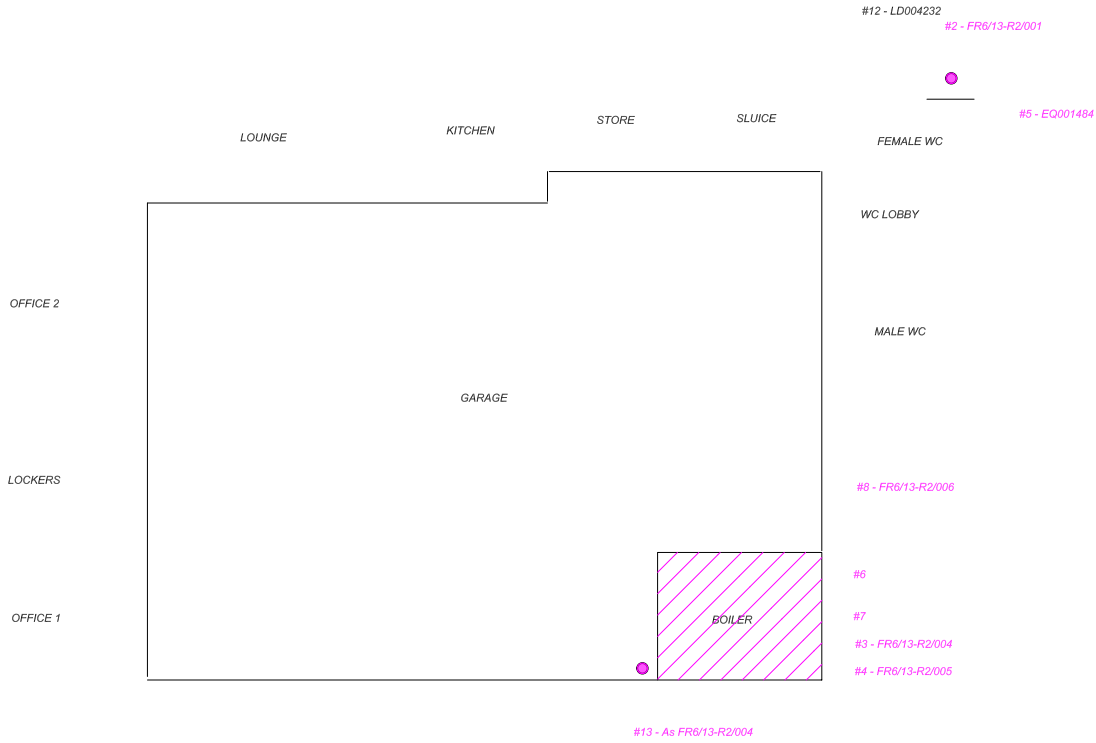 #12 - LD004232
#2 - FR6/13-R2/001
#5 - EQ001484
SLUICE
STORE
KITCHEN
LOUNGE
FEMALE WC
WC LOBBY
OFFICE 2
MALE WC
GARAGE
LOCKERS
#8 - FR6/13-R2/006
#6
OFFICE 1
BOILER
#7
#3 - FR6/13-R2/004
#4 - FR6/13-R2/005
#13 - As FR6/13-R2/004